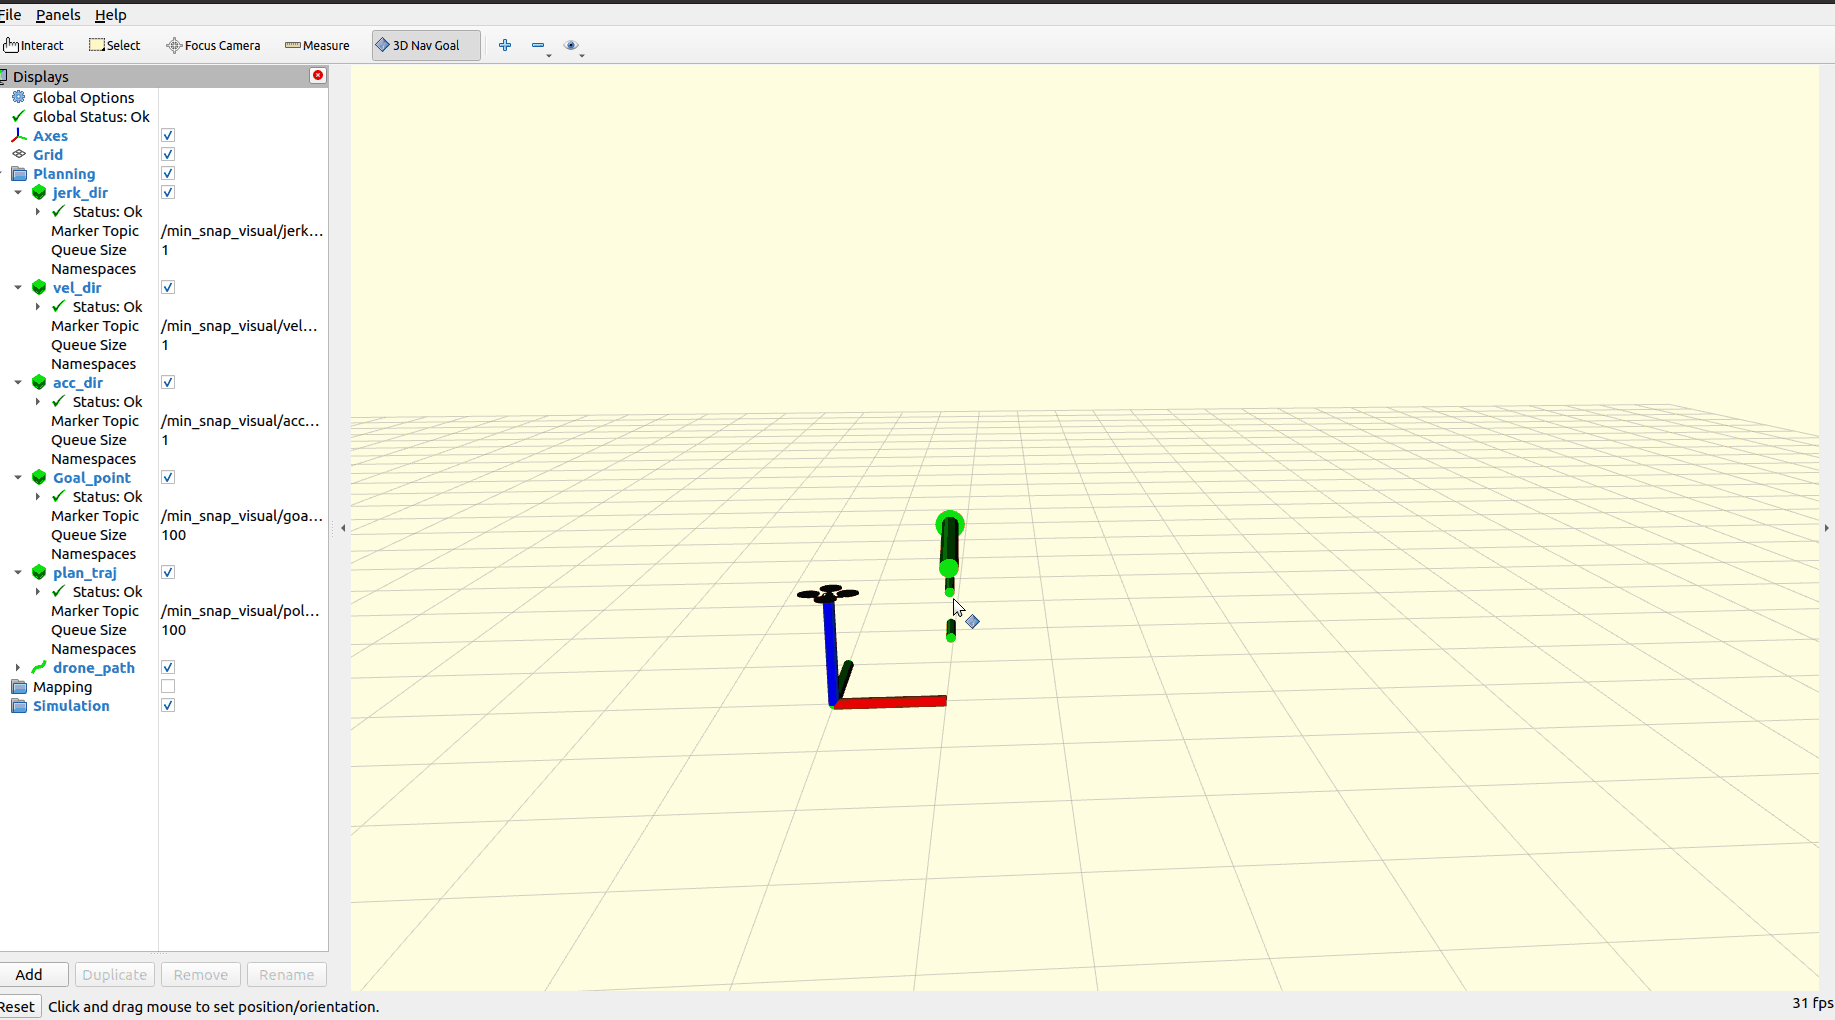 File Panels Help
Interact Select Focus Camera Measure 3D Nav Goal
Displays
Global Options
Global Status: Ok
Axes
Grid
Planning
jerk_dir
Status: Ok
Marker Topic /min_snap_visual/jerk...
Queue Size 1
Namespaces
vel_dir
Status: Ok
Marker Topic /min_snap_visual/vel...
Queue Size 1
Namespaces
acc_dir
Status: Ok
Marker Topic /min_snap_visual/acc...
Queue Size 1
Namespaces
Goal_point
Status: Ok
Marker Topic /min_snap_visual/goa...
Queue Size 100
Namespaces
plan_traj
Status: Ok
Marker Topic /min_snap_visual/pol...
Queue Size 100
Namespaces
drone_path
Mapping
Simulation
Add Duplicate Remove Rename
Reset Click and drag mouse to set position/orientation. 31 fps